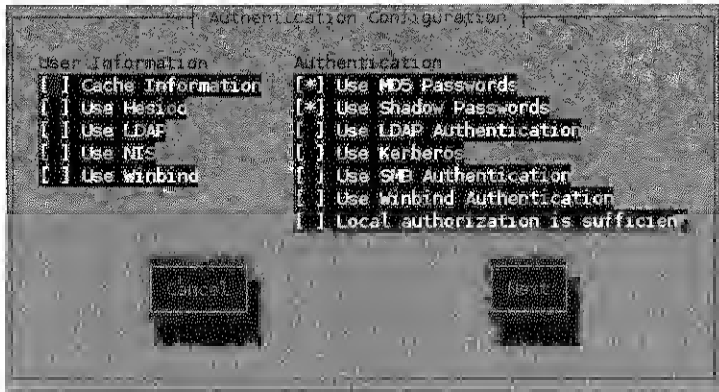 Authentication Configuration
User Information
[ ] Cache Information
[ ] Use Hesiod
[ ] Use LDAP
[ ] Use NIS
[ ] Use Winbind
Authentication
[*] Use MD5 Passwords
[*] Use Shadow Passwords
[ ] Use LDAP Authentication
[ ] Use Kerberos
[ ] Use SMB Authentication
[ ] Use Winbind Authentication
[ ] Local authorization is sufficien
Cancel
Next